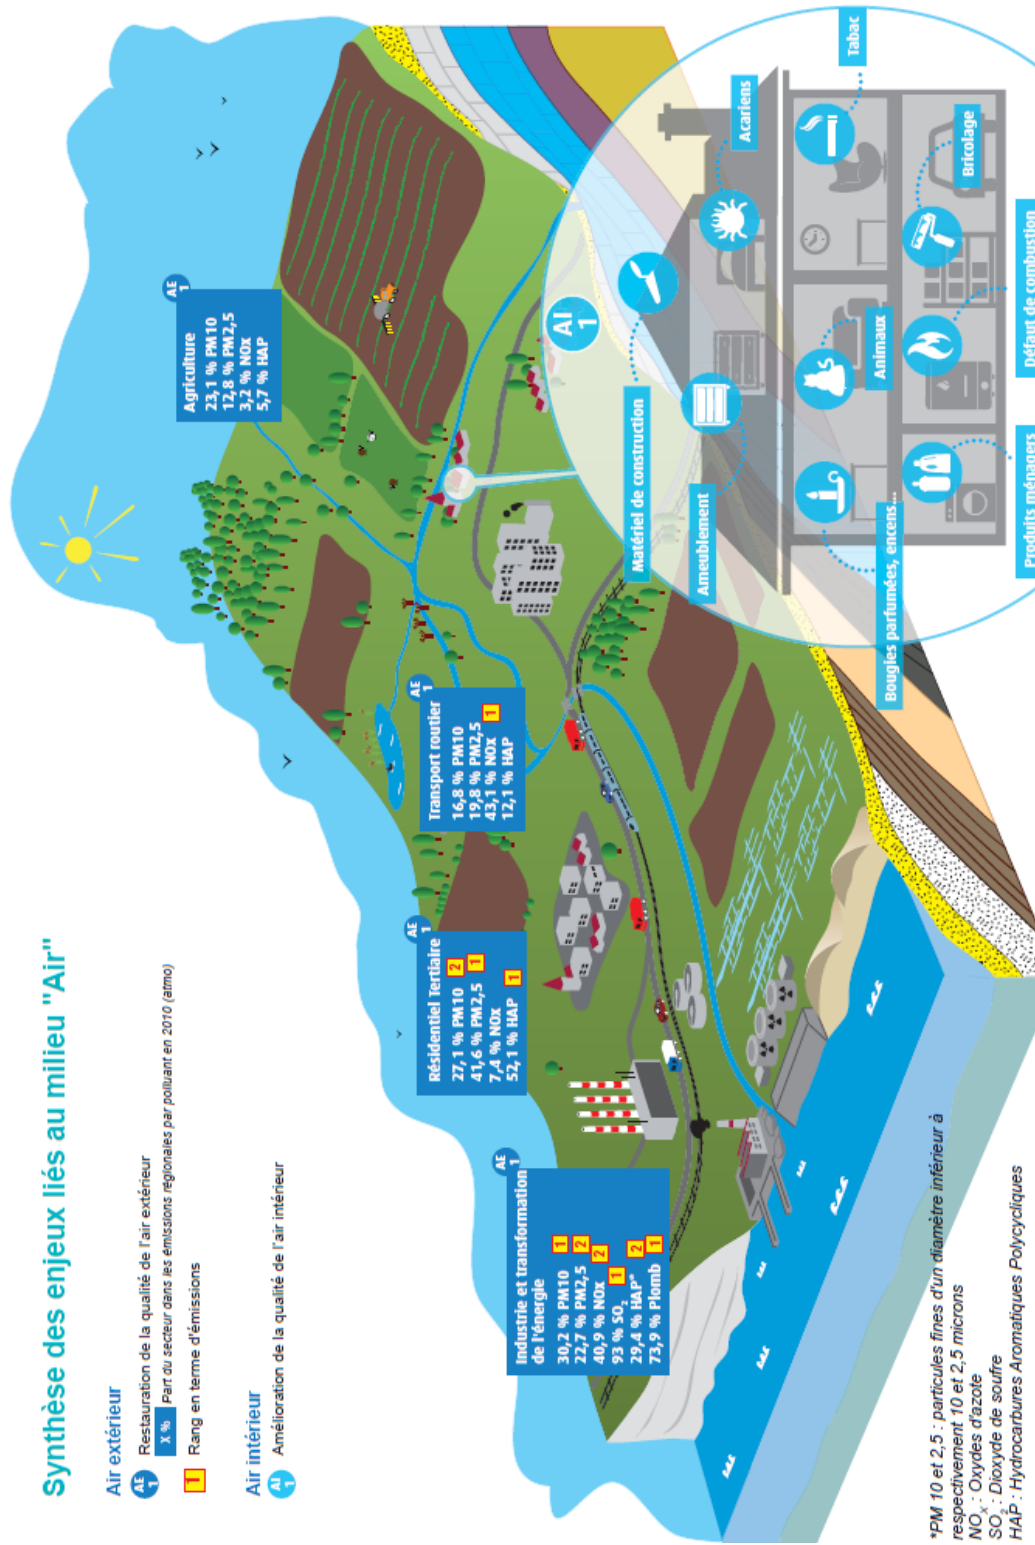 Synthèse des enjeux liés au milieu "Air"
Air extérieur
AE 1
Restauration de la qualité de l'air extérieur
X %
Part du secteur dans les émissions régionales par polluant en 2010 (atmo)
1
Rang en terme d'émissions
Air intérieur
AI 1
Amélioration de la qualité de l'air intérieur
AE 1
Industrie et transformation
de l'énergie
30,2 % PM10 1
22,7 % PM2,5 2
40,9 % NOx 2
93 % SO2 1
29,4 % HAP* 2
73,9 % Plomb 1
AE 1
Résidentiel Tertiaire
27,1 % PM10 2
41,6 % PM2,5 1
7,4 % NOx
52,1 % HAP 1
AE 1
Transport routier
16,8 % PM10
19,8 % PM2,5
43,1 % NOx 1
12,1 % HAP
AE 1
Agriculture
23,1 % PM10
12,8 % PM2,5
3,2 % NOx
5,7 % HAP
AI
1
Matériel de construction
Ameublement
Acariens
Tabac
Bougies parfumées, encens...
Animaux
Bricolage
Produits ménagers
Défaut de combustion
*PM 10 et 2,5 : particules fines d'un diamètre inférieur à
respectivement 10 et 2,5 microns
NOx : Oxydes d'azote
SO2 : Dioxyde de soufre
HAP : Hydrocarbures Aromatiques Polycycliques